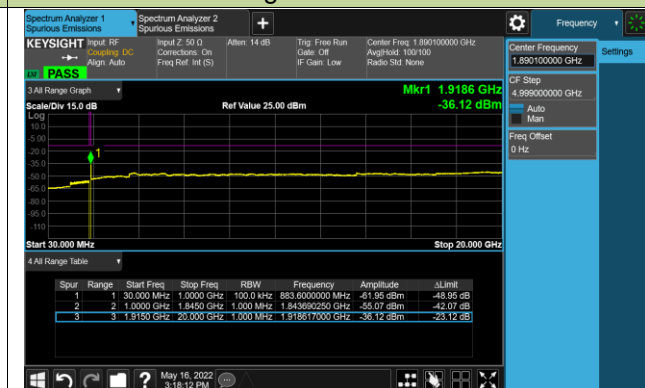 Spectrum Analyzer 1
Spurious Emissions
Spectrum Analyzer 2
Spurious Emissions
+
Frequency
KEYSIGHT
Input: RF
Coupling: DC
Align: Auto
Input Z: 50 Ω
Corrections: On
Freq Ref: Int (S)
Atten: 14 dB
Trig: Free Run
Gate: Off
IF Gain: Low
Center Freq: 1.890100000 GHz
Avg|Hold: 100/100
Radio Std: None
LW
PASS
Center Frequency
1.890100000 GHz
Settings
CF Step
4.999000000 GHz
Auto
Man
Freq Offset
0 Hz
3 All Range Graph
Mkr1 1.9186 GHz
-36.12 dBm
Scale/Div 15.0 dB
Ref Value 25.00 dBm
Log
10.0
-5.00
-20.0
-35.0
-50.0
-65.0
-80.0
-95.0
-110
1
Start 30.000 MHz
Stop 20.000 GHz
4 All Range Table
Spur Range Start Freq Stop Freq RBW Frequency Amplitude ΔLimit
1 1 30.000 MHz 1.0000 GHz 100.0 kHz 883.6000000 MHz -61.95 dBm -48.95 dB
2 2 1.0000 GHz 1.8450 GHz 1.000 MHz 1.843690250 GHz -55.07 dBm -42.07 dB
3 3 1.9150 GHz 20.000 GHz 1.000 MHz 1.918617000 GHz -36.12 dBm -23.12 dB
?
May 16, 2022
3:18:12 PM